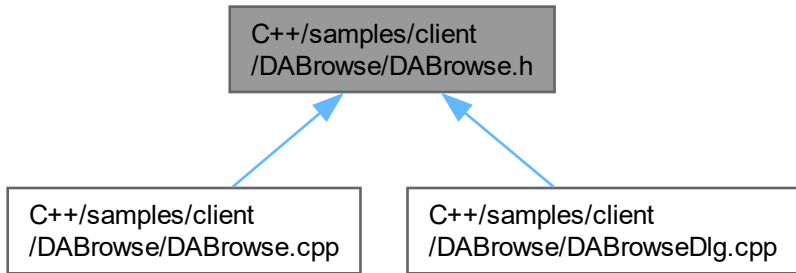 C++/samples/client
/DABrowse/DABrowse.h
C++/samples/client
/DABrowse/DABrowse.cpp
C++/samples/client
/DABrowse/DABrowseDlg.cpp